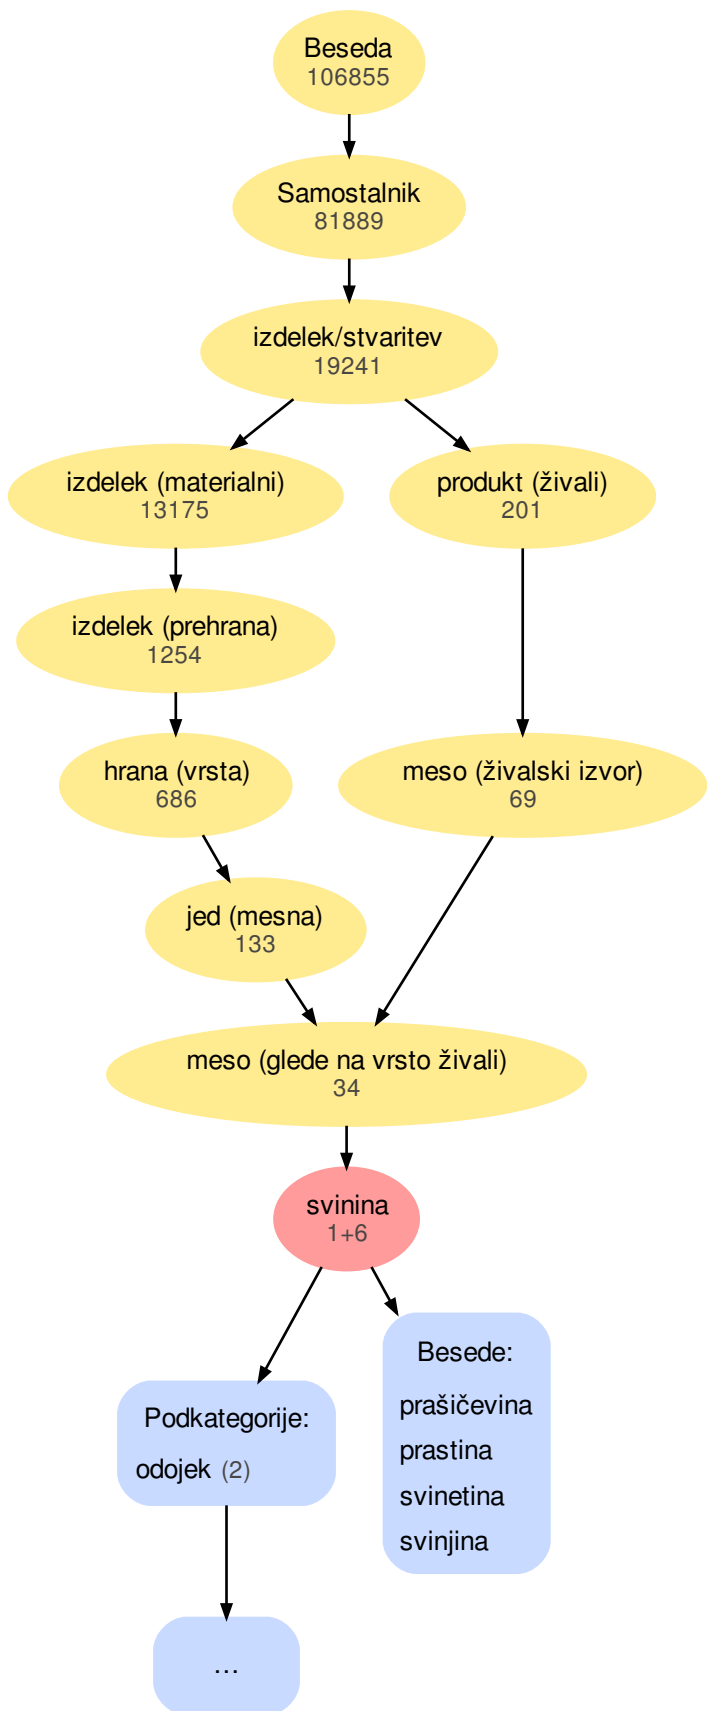 Beseda
106855
Samostalnik
81889
izdelek/stvaritev
19241
izdelek (materialni)
13175
produkt (živali)
201
izdelek (prehrana)
1254
hrana (vrsta)
686
meso (živalski izvor)
69
jed (mesna)
133
meso (glede na vrsto živali)
34
svinina
1+6
Podkategorije:
odojek (2)
Besede:
prašičevina
prastina
svinetina
svinjina
...